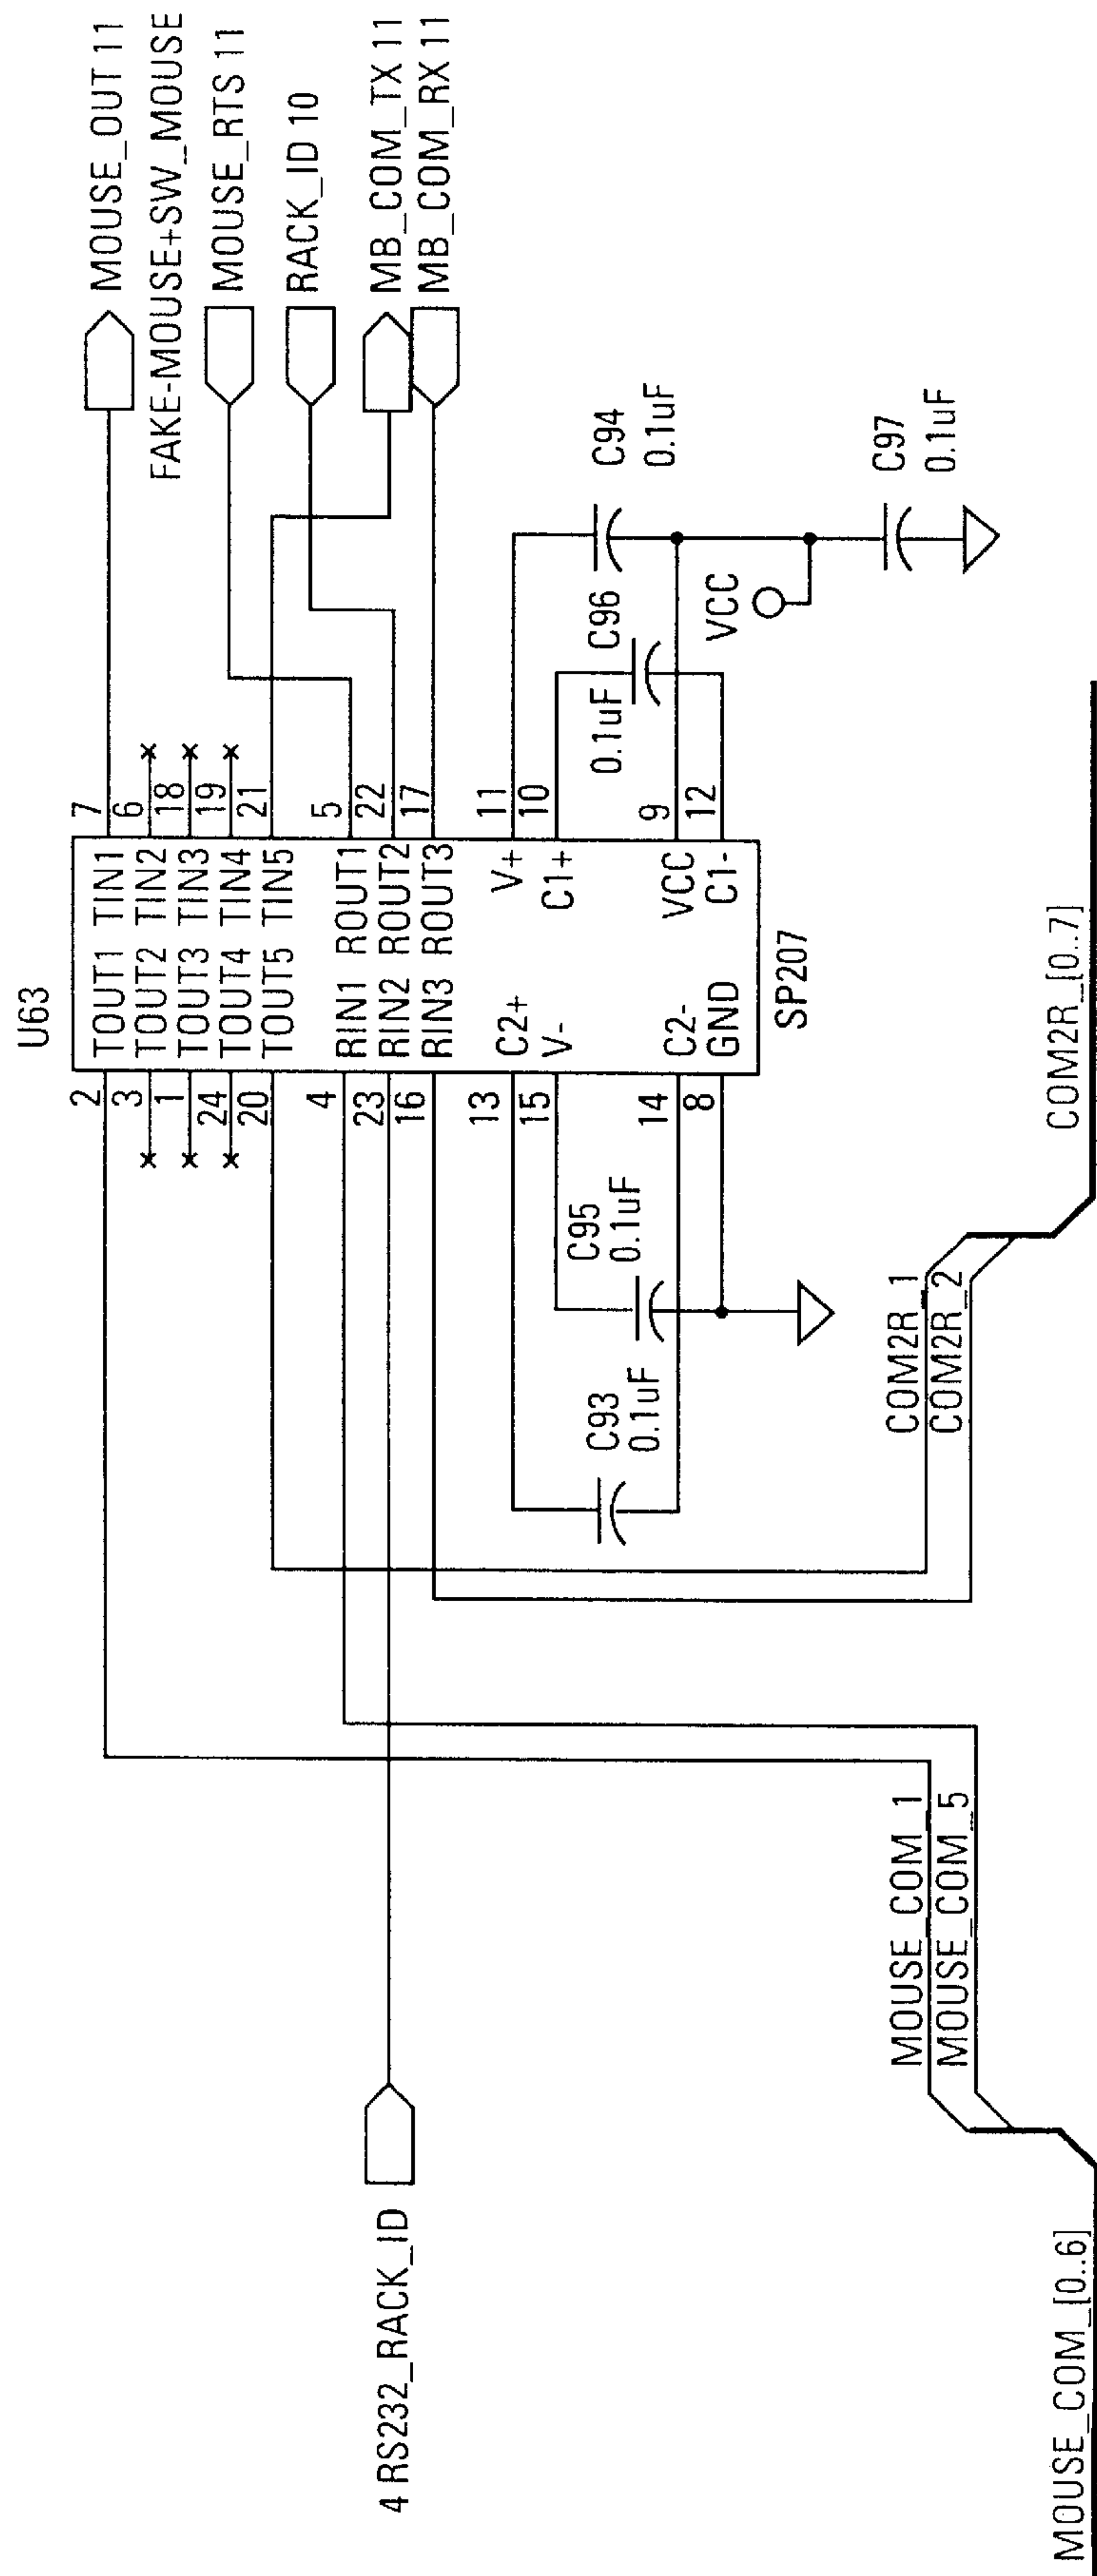 U63
2 TOUT1 TIN1 7
3 TOUT2 TIN2 6
1 TOUT3 TIN3 18
24 TOUT4 TIN4 19
20 TOUT5 TIN5 21
4 RIN1 ROUT1 5
23 RIN2 ROUT2 22
16 RIN3 ROUT3 17
13 C2+ V+ 11
15 V- C1+ 10
14 C2- VCC 9
8 GND C1- 12
SP207
MOUSE_OUT 11
FAKE-MOUSE+SW_MOUSE
MOUSE_RTS 11
RACK_ID 10
MB_COM_TX 11
MB_COM_RX 11
4 RS232_RACK_ID
C93
0.1uF
C95
0.1uF
C96
0.1uF
C94
0.1uF
VCC
C97
0.1uF
MOUSE_COM_1
MOUSE_COM_5
COM2R_1
COM2R_2
MOUSE_COM_[0..6]
COM2R_[0..7]